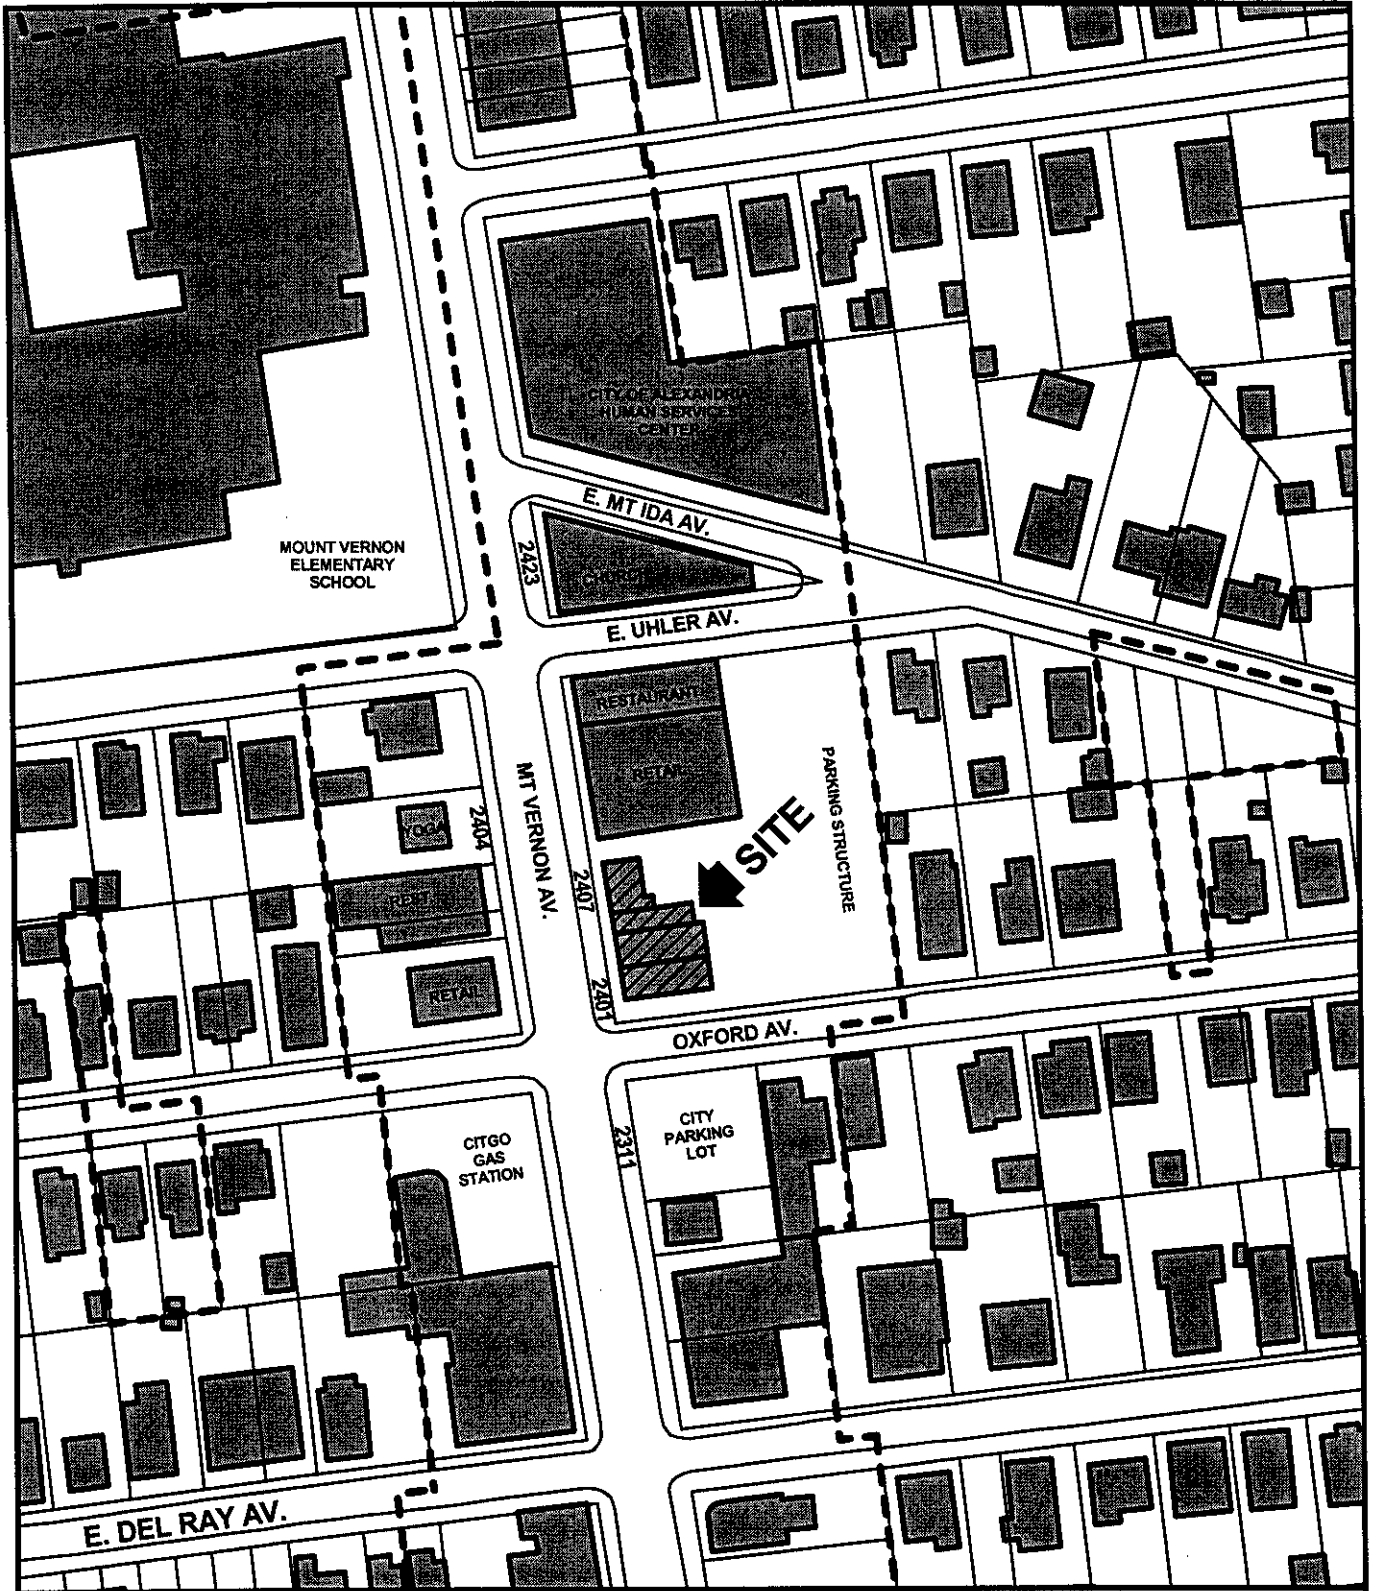 CITY OF ALEXANDRIA
HUMAN SERVICES
CENTER
E. MT IDA AV.
MOUNT VERNON
ELEMENTARY
SCHOOL
2423
CHURCH
E. UHLER AV.
RESTAURANT
RETAIL
PARKING STRUCTURE
MT VERNON AV.
2404
YOGA
SITE
2407
REST.
RETAIL
2401
OXFORD AV.
CITY
PARKING
LOT
2311
CITGO
GAS
STATION
E. DEL RAY AV.